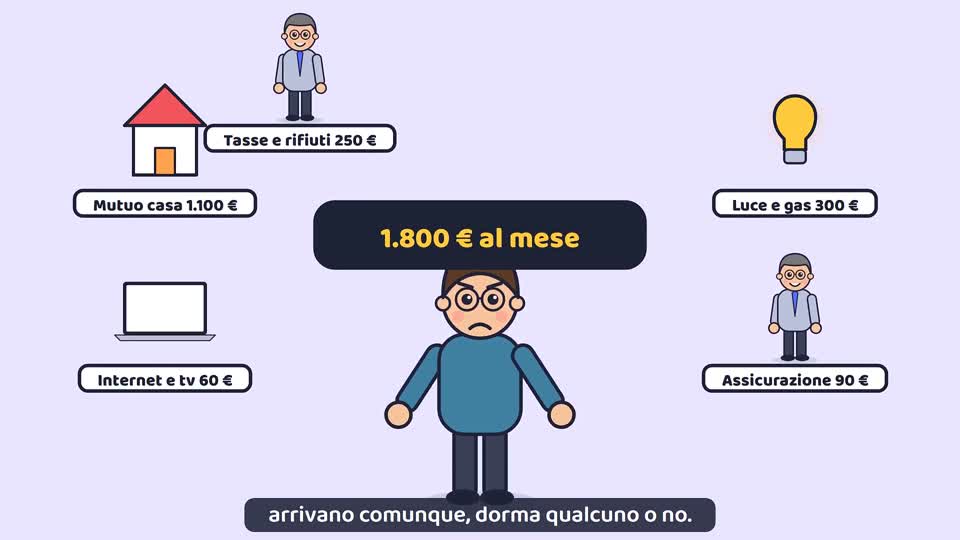 Tasse e rifiuti 250 €
Mutuo casa 1.100 €
Luce e gas 300 €
1.800 € al mese
Internet e tv 60 €
Assicurazione 90 €
arrivano comunque, dorma qualcuno o no.